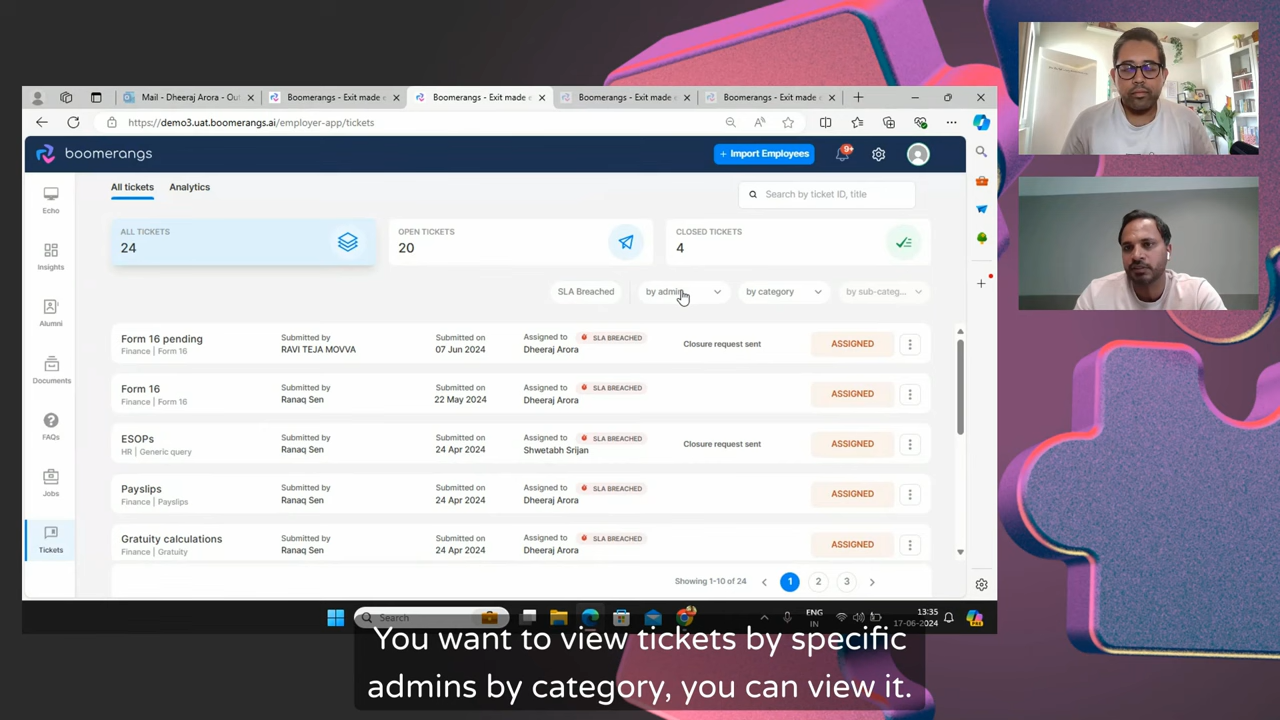 Mail - Dheeraj Arora - Ou
Boomerangs - Exit made
Boomerangs - Exit made
Boomerangs - Exit made
Boomerangs - Exit made
https://demo3.uat.boomerangs.ai/employer-app/tickets
boomerangs
+ Import Employees
9+
Echo
Insights
Alumni
Documents
FAQs
Jobs
Tickets
All tickets Analytics
Search by ticket ID, title
ALL TICKETS
24
OPEN TICKETS
20
CLOSED TICKETS
4
SLA Breached by admin by category by sub-categ...
Form 16 pending
Finance | Form 16
Submitted by
RAVI TEJA MOVVA
Submitted on
07 Jun 2024
Assigned to SLA BREACHED
Dheeraj Arora
Closure request sent
ASSIGNED
Form 16
Finance | Form 16
Submitted by
Ranaq Sen
Submitted on
22 May 2024
Assigned to SLA BREACHED
Dheeraj Arora
ASSIGNED
ESOPs
HR | Generic query
Submitted by
Ranaq Sen
Submitted on
24 Apr 2024
Assigned to SLA BREACHED
Shwetabh Srijan
Closure request sent
ASSIGNED
Payslips
Finance | Payslips
Submitted by
Ranaq Sen
Submitted on
24 Apr 2024
Assigned to SLA BREACHED
Dheeraj Arora
ASSIGNED
Gratuity calculations
Finance | Gratuity
Submitted by
Ranaq Sen
Submitted on
24 Apr 2024
Assigned to SLA BREACHED
Dheeraj Arora
ASSIGNED
Showing 1-10 of 24 1 2 3
Search
ENG
IN
13:35
17-06-2024
You want to view tickets by specific
admins by category, you can view it.